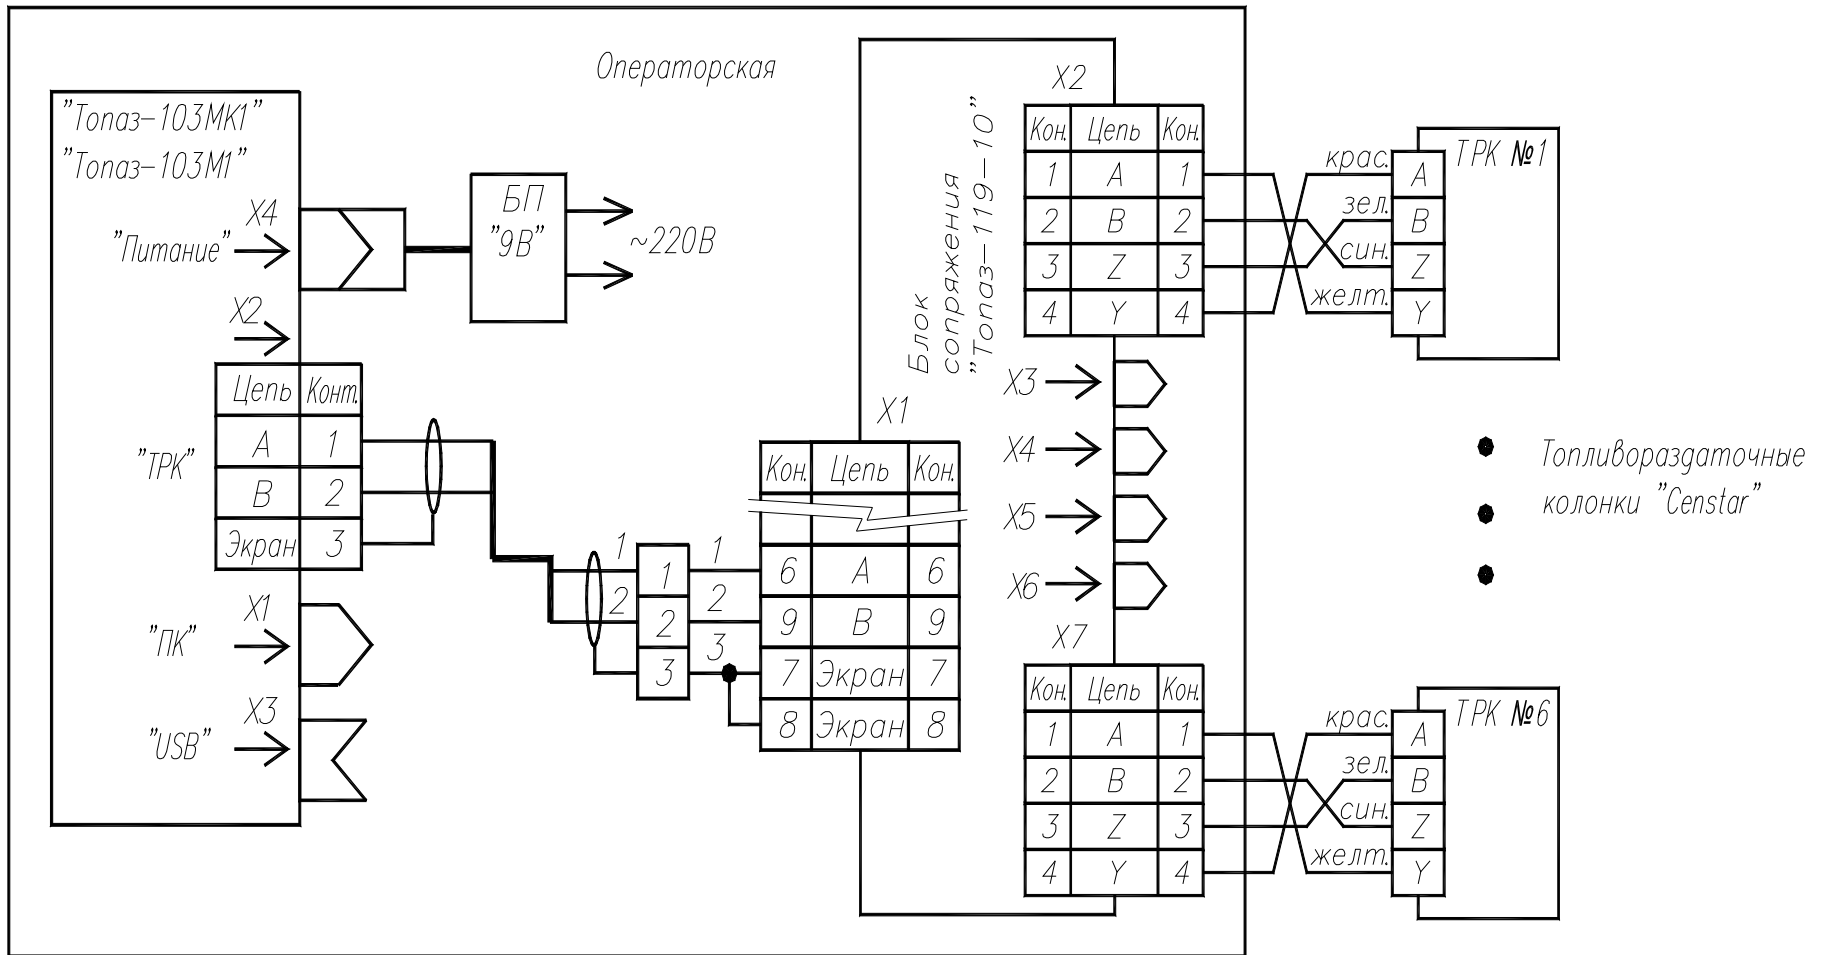 Операторская
"Топаз-103МК1"
"Топаз-103М1"
X4
"Питание"
БП
"9В"
~220В
X2
Цепь Конт.
"ТРК"
А 1
В 2
Экран 3
X1
"ПК"
X3
"USB"
1 1 1
2 2 2
3 3
X1
Кон. Цепь Кон.
6 А 6
9 В 9
7 Экран 7
8 Экран 8
Блок
сопряжения
"Топаз-119-10"
X2
Кон. Цепь Кон.
1 А 1
2 В 2
3 Z 3
4 Y 4
X3
X4
X5
X6
X7
Кон. Цепь Кон.
1 А 1
2 В 2
3 Z 3
4 Y 4
крас. А ТРК №1
зел. В
син. Z
желт. Y
Топливораздаточные
колонки "Censtar"
крас. А ТРК №6
зел. В
син. Z
желт. Y